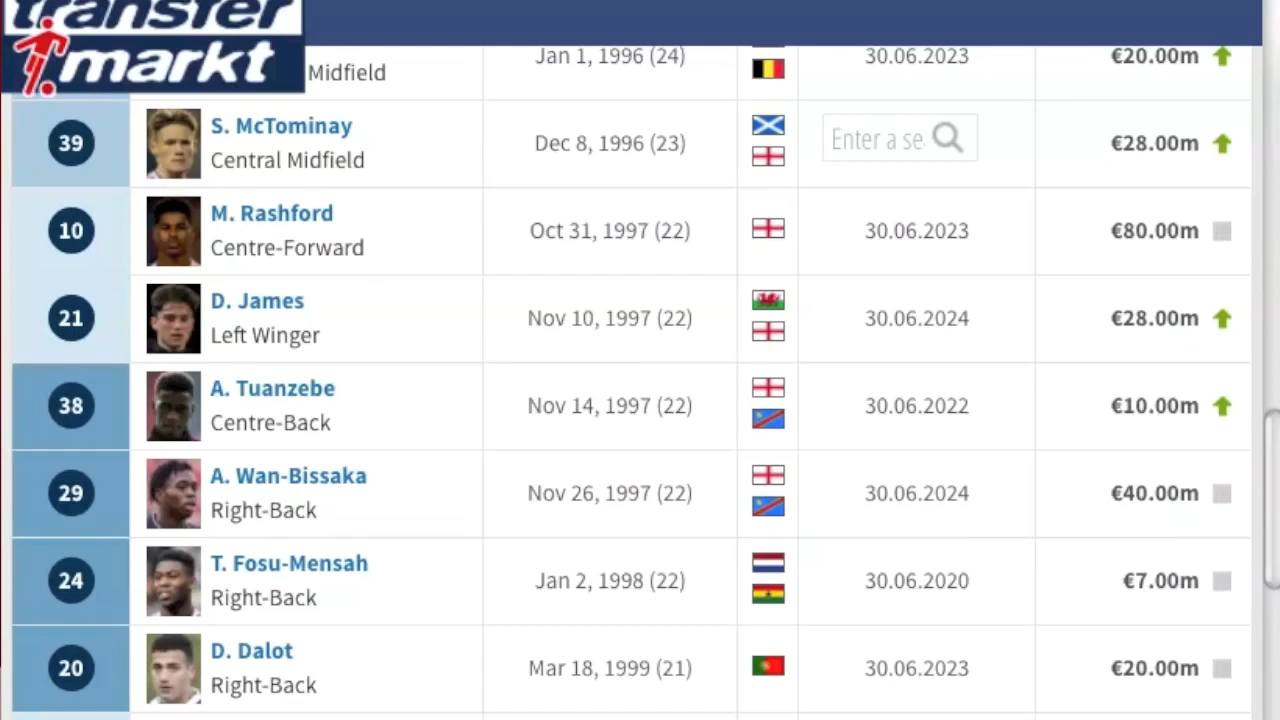 transfer
markt
Midfield
Jan 1, 1996 (24)
30.06.2023
€20.00m
39
S. McTominay
Central Midfield
Dec 8, 1996 (23)
Enter a se
€28.00m
10
M. Rashford
Centre-Forward
Oct 31, 1997 (22)
30.06.2023
€80.00m
21
D. James
Left Winger
Nov 10, 1997 (22)
30.06.2024
€28.00m
38
A. Tuanzebe
Centre-Back
Nov 14, 1997 (22)
30.06.2022
€10.00m
29
A. Wan-Bissaka
Right-Back
Nov 26, 1997 (22)
30.06.2024
€40.00m
24
T. Fosu-Mensah
Right-Back
Jan 2, 1998 (22)
30.06.2020
€7.00m
20
D. Dalot
Right-Back
Mar 18, 1999 (21)
30.06.2023
€20.00m